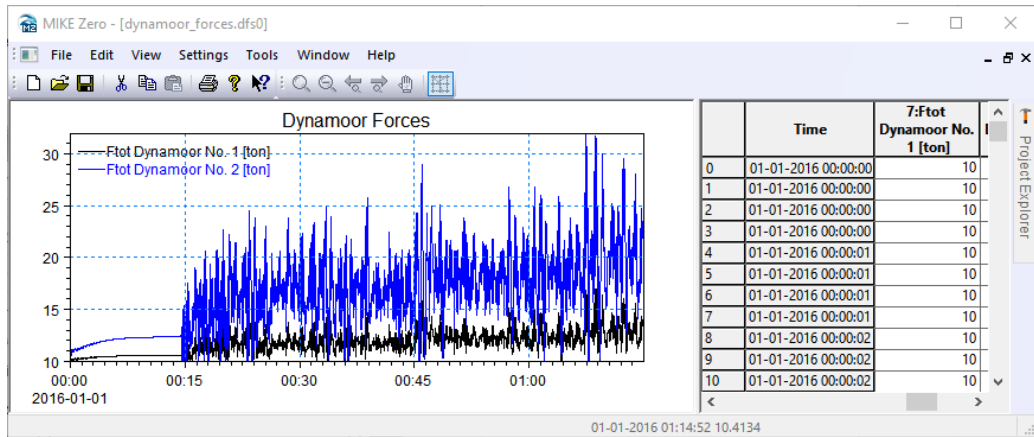 MIKE Zero - [dynamoor_forces.dfs0]
File Edit View Settings Tools Window Help
Dynamoor Forces
30
25
20
15
10
Ftot Dynamoor No. 1 [ton]
Ftot Dynamoor No. 2 [ton]
00:00 00:15 00:30 00:45 01:00
2016-01-01
Time 7:Ftot Dynamoor No. 1 [ton]
0 01-01-2016 00:00:00 10
1 01-01-2016 00:00:00 10
2 01-01-2016 00:00:00 10
3 01-01-2016 00:00:00 10
4 01-01-2016 00:00:01 10
5 01-01-2016 00:00:01 10
6 01-01-2016 00:00:01 10
7 01-01-2016 00:00:01 10
8 01-01-2016 00:00:02 10
9 01-01-2016 00:00:02 10
10 01-01-2016 00:00:02 10
Project Explorer
01-01-2016 01:14:52 10.4134